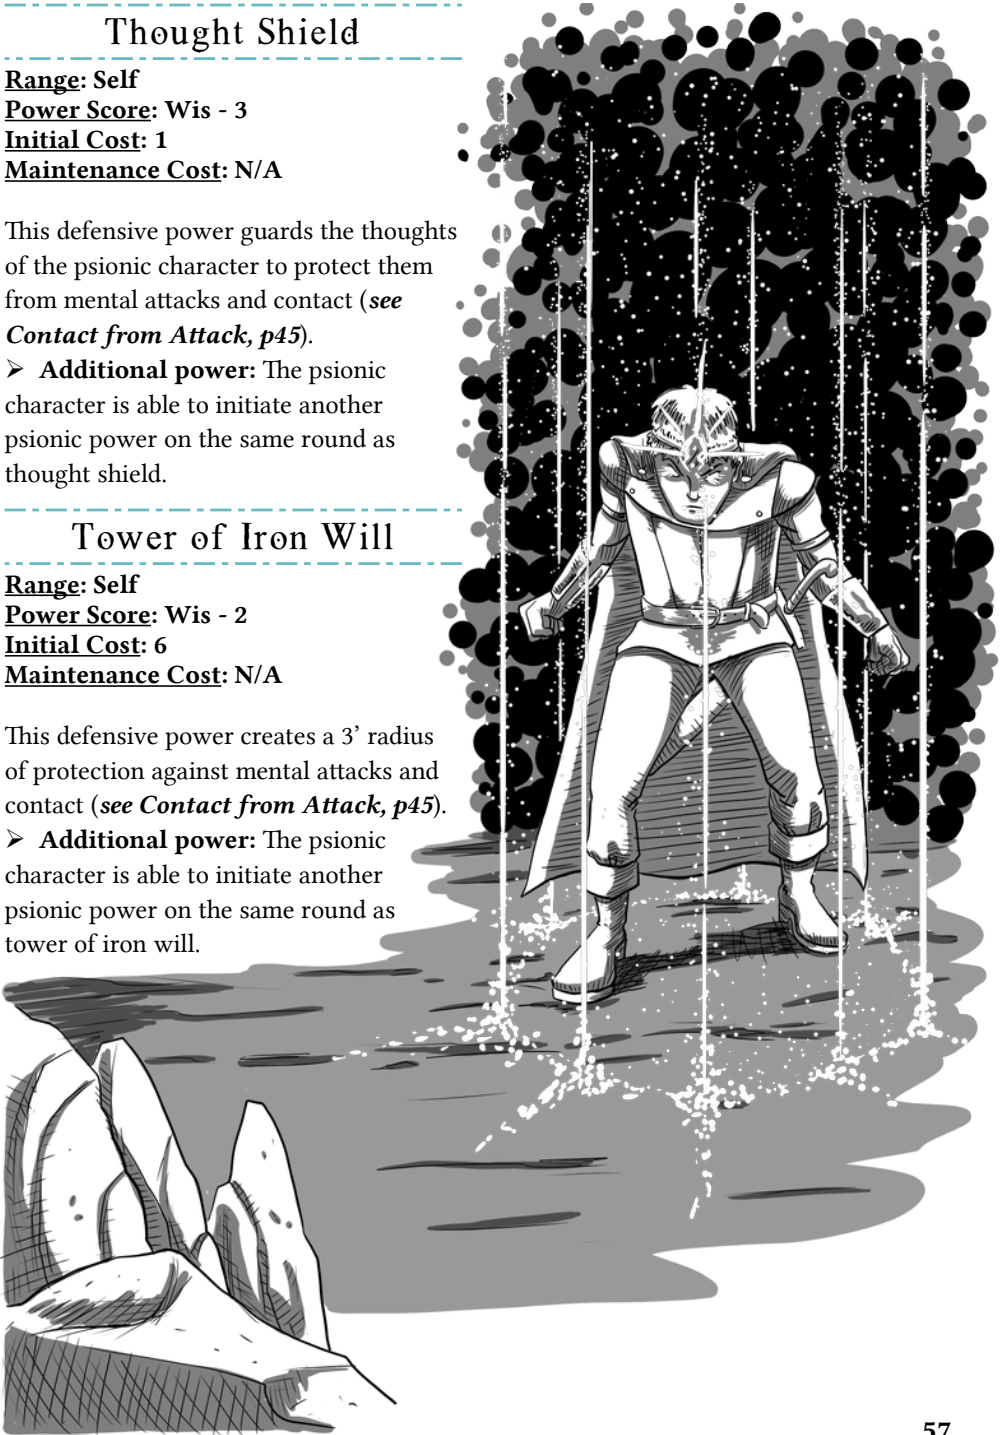 Thought Shield
Range: Self
Power Score: Wis - 3
Initial Cost: 1
Maintenance Cost: N/A
This defensive power guards the thoughts
of the psionic character to protect them
from mental attacks and contact (see
Contact from Attack, p45).
➢ Additional power: The psionic
character is able to initiate another
psionic power on the same round as
thought shield.
Tower of Iron Will
Range: Self
Power Score: Wis - 2
Initial Cost: 6
Maintenance Cost: N/A
This defensive power creates a 3’ radius
of protection against mental attacks and
contact (see Contact from Attack, p45).
➢ Additional power: The psionic
character is able to initiate another
psionic power on the same round as
tower of iron will.
57